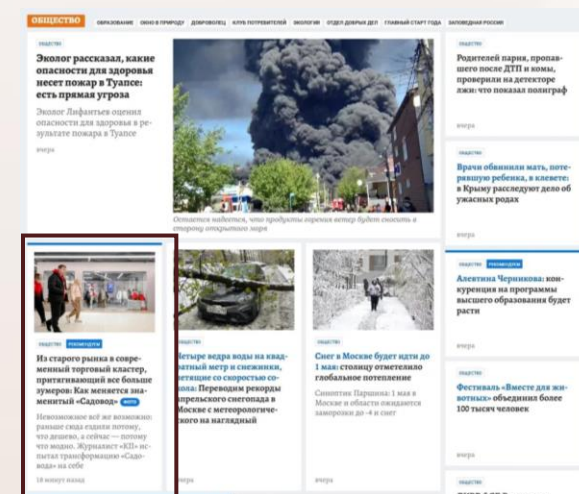 ОБЩЕСТВО
ОБРАЗОВАНИЕ ОКНО В ПРИРОДУ ДОБРОВОЛЕЦ КЛУБ ПОТРЕБИТЕЛЕЙ ЭКОЛОГИЯ ОТДЕЛ ДОБРЫХ ДЕЛ ГЛАВНЫЙ СТАРТ ГОДА ЗАПОВЕДНАЯ РОССИЯ
ОБЩЕСТВО
Эколог рассказал, какие
опасности для здоровья
несет пожар в Туапсе:
есть прямая угроза
Эколог Лифантьев оценил
опасности для здоровья в ре-
зультате пожара в Туапсе
вчера
Остается надеяться, что продукты горения ветер будет сносить в
сторону открытого моря
ОБЩЕСТВО
Родителей парня, пропав-
шего после ДТП и комы,
проверили на детекторе
лжи: что показал полиграф
вчера
ОБЩЕСТВО
Врачи обвинили мать, поте-
рявшую ребенка, в клевете:
в Крыму расследуют дело об
ужасных родах
вчера
ОБЩЕСТВО РЕКОМЕНДУЕМ
Алевтина Черникова: кон-
куренция на программы
высшего образования будет
расти
вчера
ОБЩЕСТВО
Фестиваль «Вместе для жи-
вотных» объединил более
100 тысяч человек
вчера
ОБЩЕСТВО
ОБЩЕСТВО РЕКОМЕНДУЕМ
Из старого рынка в совре-
менный торговый кластер,
притягивающий все больше
зумеров: Как меняется зна-
менитый «Садовод» ФОТО
Невозможное всё же возможно:
раньше сюда ездили потому,
что дешево, а сейчас — потому
что модно. Журналист «КП» ис-
пытал трансформацию «Садо-
вода» на себе
18 минут назад
ОБЩЕСТВО
Четыре ведра воды на квад-
ратный метр и снежинки,
летящие со скоростью со-
кола: Переводим рекорды
апрельского снегопада в
Москве с метеорологиче-
ского на наглядный
вчера
ОБЩЕСТВО
Снег в Москве будет идти до
1 мая: столицу отметелило
глобальное потепление
Синоптик Паршина: 1 мая в
Москве и области ожидаются
заморозки до -4 и снег
вчера